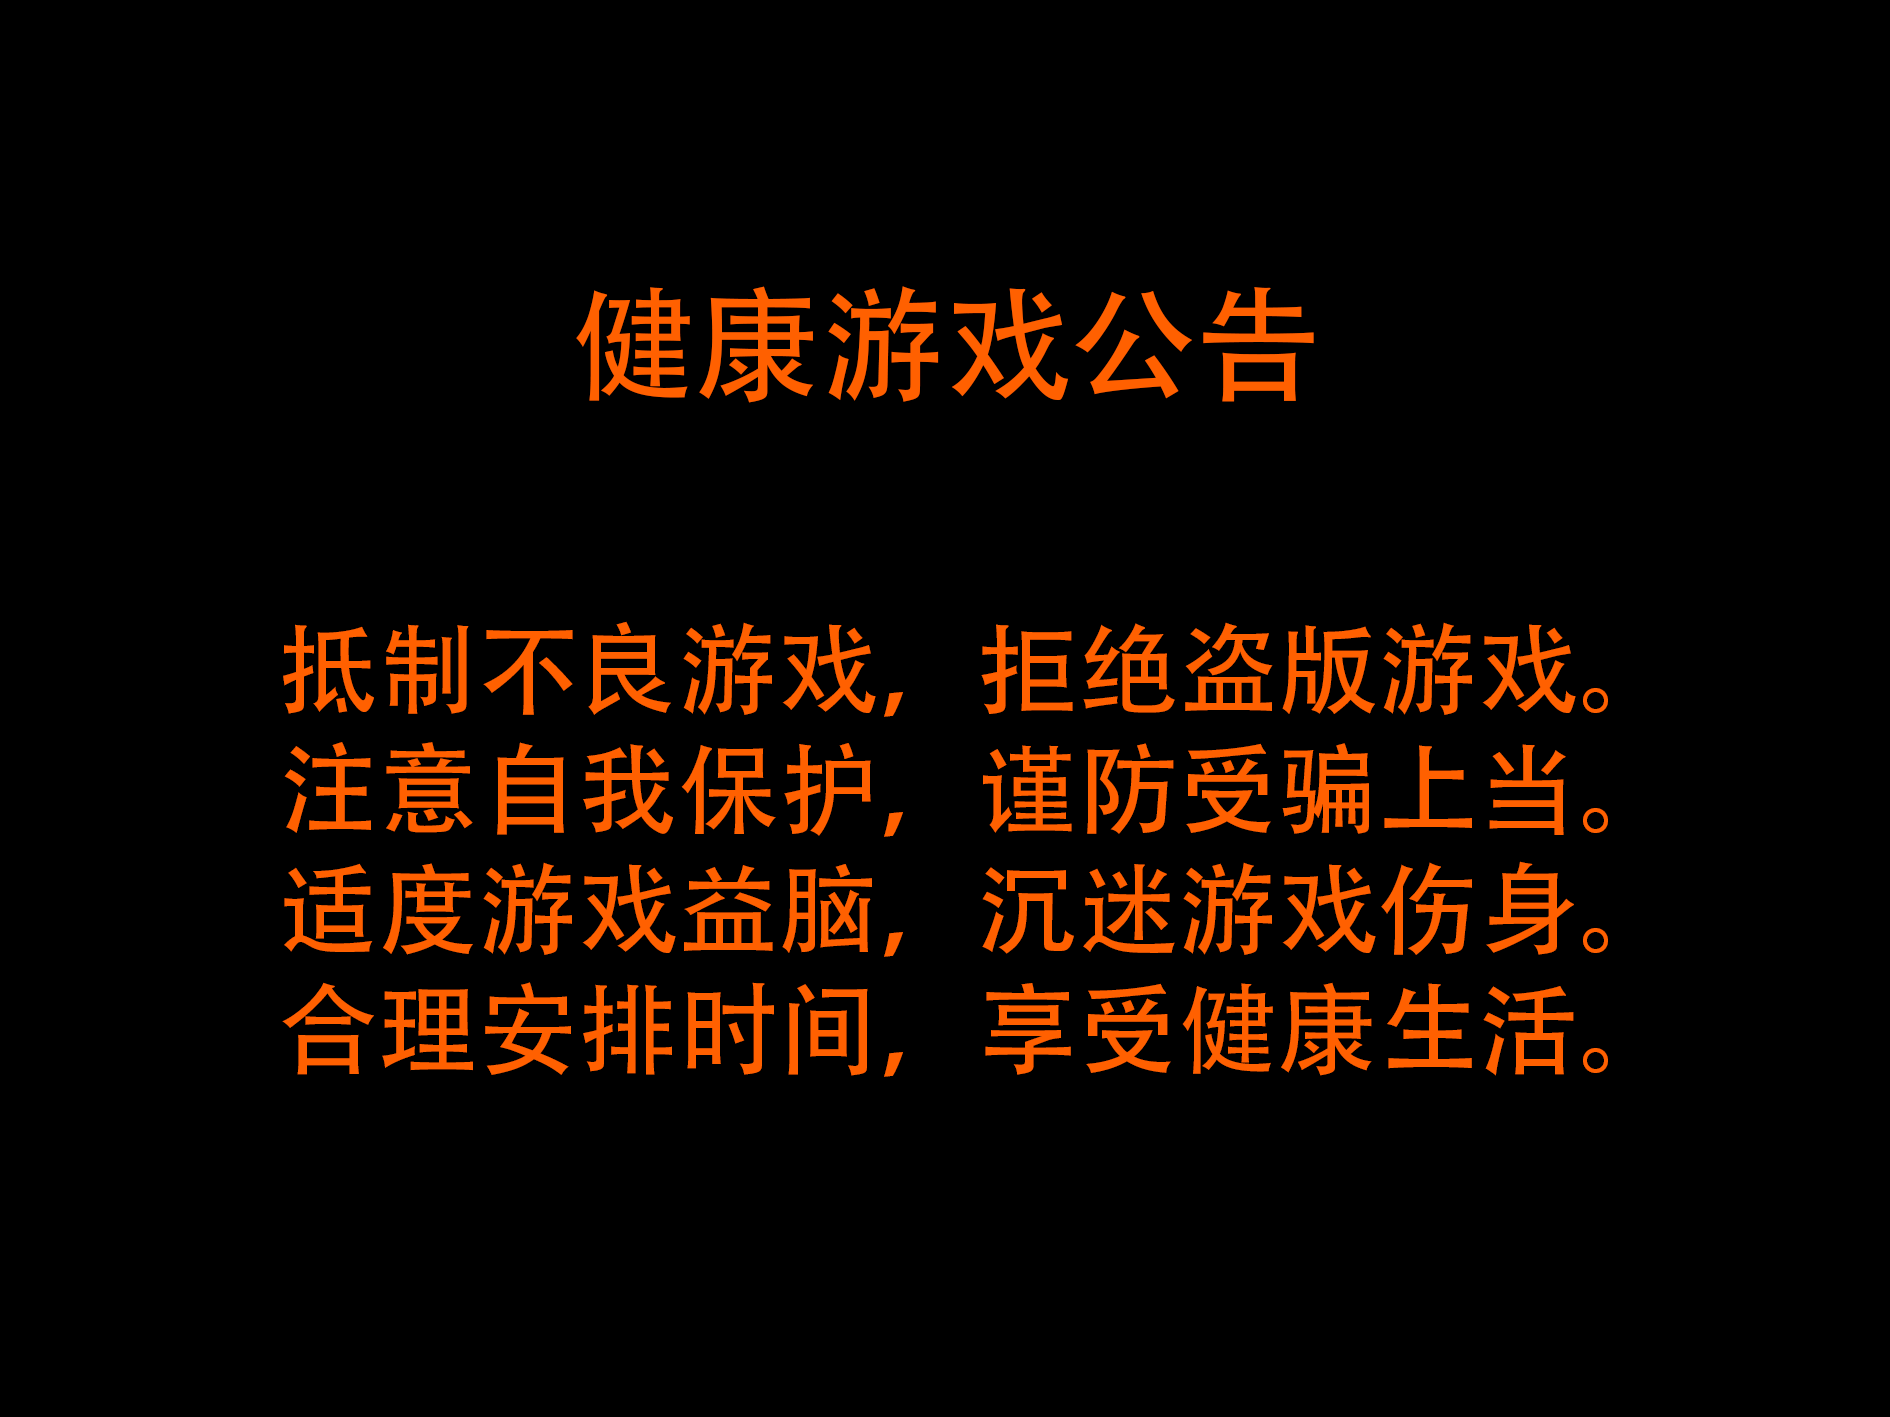 健康游戏公告
抵制不良游戏，拒绝盗版游戏。
注意自我保护，谨防受骗上当。
适度游戏益脑，沉迷游戏伤身。
合理安排时间，享受健康生活。